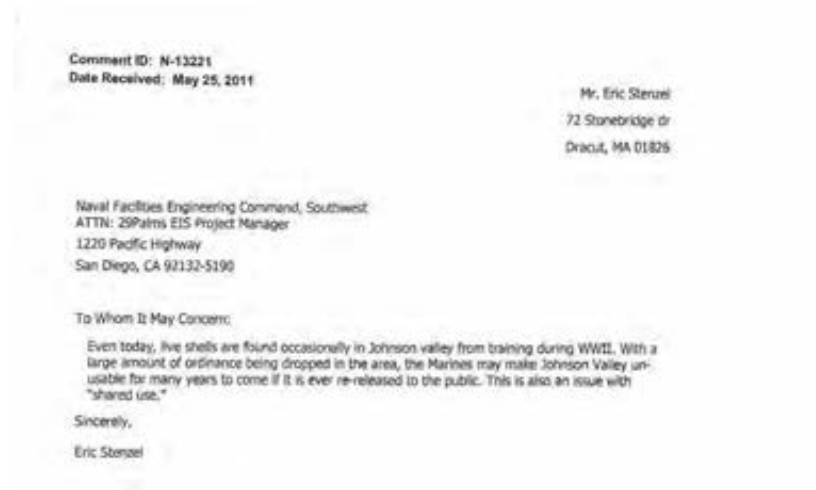 Comment ID: N-13221
Date Received: May 25, 2011
Mr. Eric Stenzel
72 Stonebridge dr
Dracut, MA 01826
Naval Facilities Engineering Command, Southwest
ATTN: 29Palms EIS Project Manager
1220 Pacific Highway
San Diego, CA 92132-5190
To Whom It May Concern:
Even today, live shells are found occasionally in Johnson valley from training during WWII. With a
large amount of ordinance being dropped in the area, the Marines may make Johnson Valley un-
usable for many years to come if it is ever re-released to the public. This is also an issue with
"shared use."
Sincerely,
Eric Stenzel